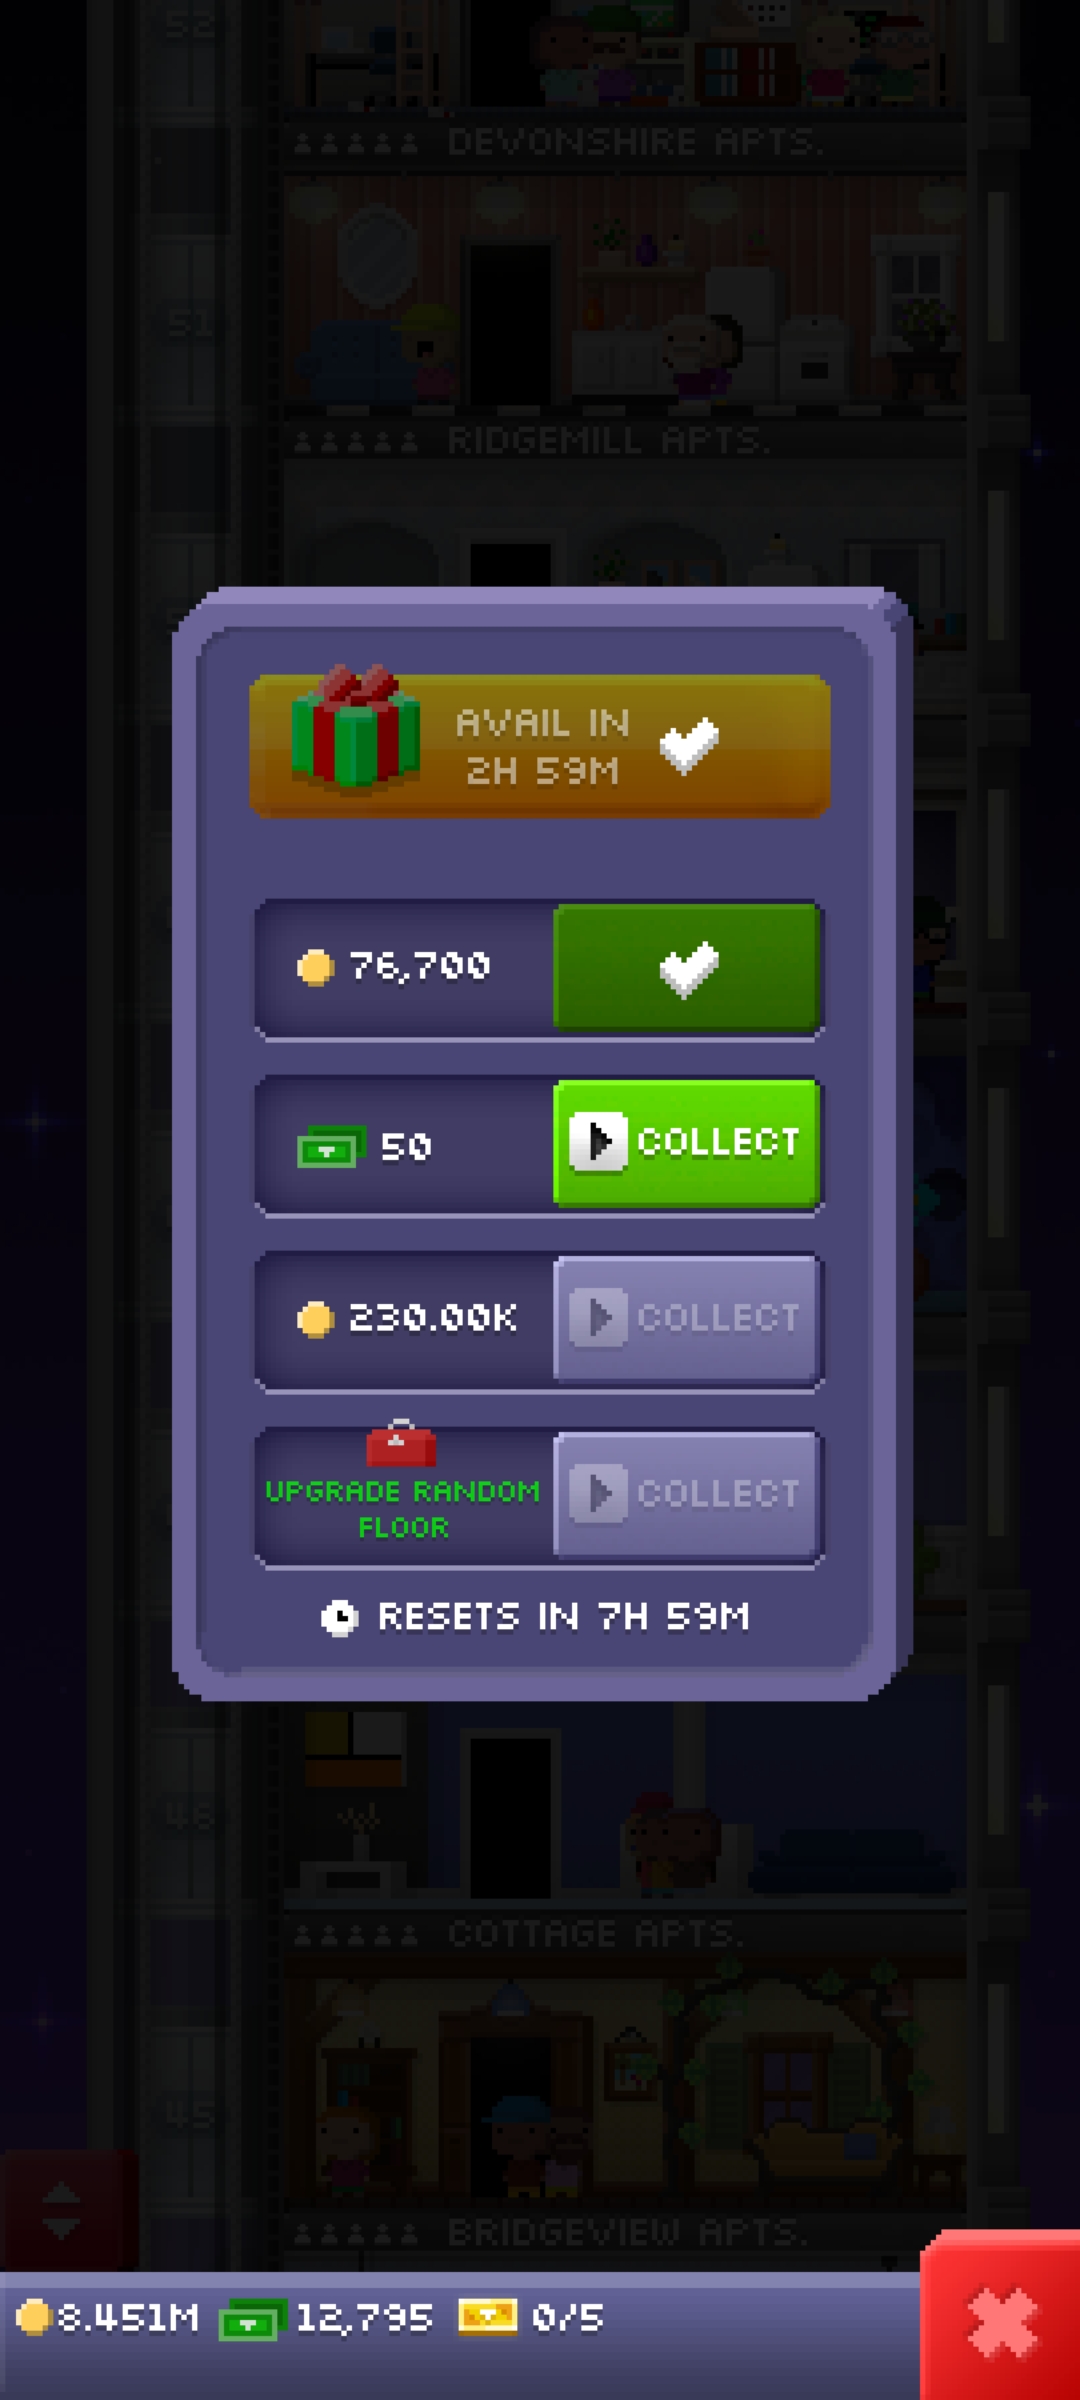 52
DEVONSHIRE APTS.
51
RIDGEMILL APTS.
AVAIL IN
2H 59M
76,700
50
COLLECT
230.00K
COLLECT
UPGRADE RANDOM
FLOOR
COLLECT
RESETS IN 7H 59M
46
COTTAGE APTS.
45
BRIDGEVIEW APTS.
8.451M 12,795 0/5